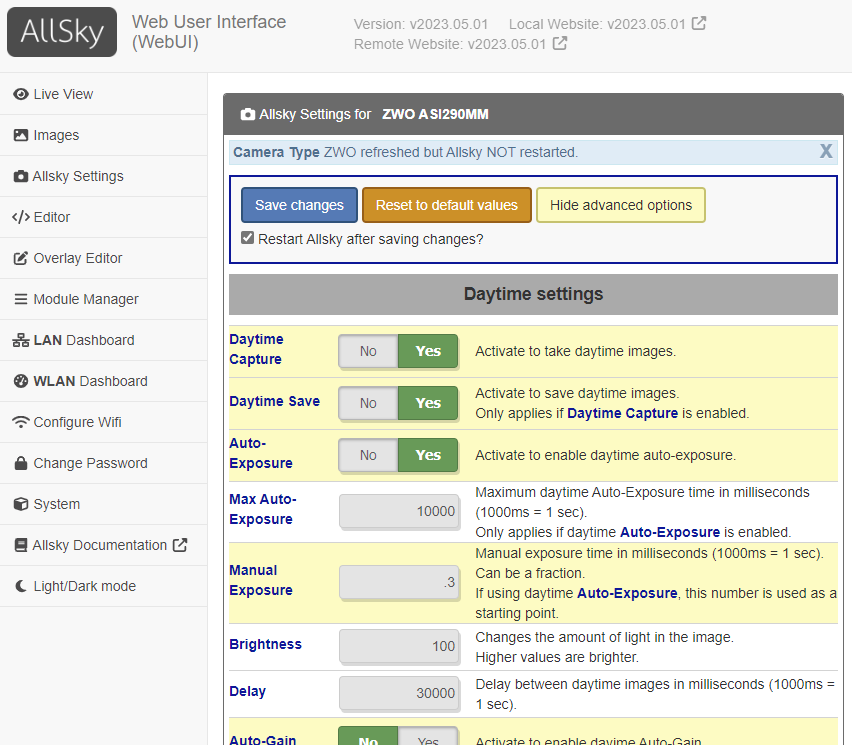 AllSky
Web User Interface
(WebUI)
Version: v2023.05.01 Local Website: v2023.05.01
Remote Website: v2023.05.01
Live View
Images
Allsky Settings
</> Editor
Overlay Editor
Module Manager
LAN Dashboard
WLAN Dashboard
Configure Wifi
Change Password
System
Allsky Documentation
Light/Dark mode
Allsky Settings for ZWO ASI290MM
Camera Type ZWO refreshed but Allsky NOT restarted. X
Save changes Reset to default values Hide advanced options
Restart Allsky after saving changes?
Daytime settings
Daytime
Capture
No Yes
Activate to take daytime images.
Daytime Save
No Yes
Activate to save daytime images.
Only applies if Daytime Capture is enabled.
Auto-
Exposure
No Yes
Activate to enable daytime auto-exposure.
Max Auto-
Exposure
10000
Maximum daytime Auto-Exposure time in milliseconds
(1000ms = 1 sec).
Only applies if daytime Auto-Exposure is enabled.
Manual
Exposure
.3
Manual exposure time in milliseconds (1000ms = 1 sec).
Can be a fraction.
If using daytime Auto-Exposure, this number is used as a
starting point.
Brightness
100
Changes the amount of light in the image.
Higher values are brighter.
Delay
30000
Delay between daytime images in milliseconds (1000ms =
1 sec).
Auto-Gain
No Yes
Activate to enable daytime Auto-Gain.